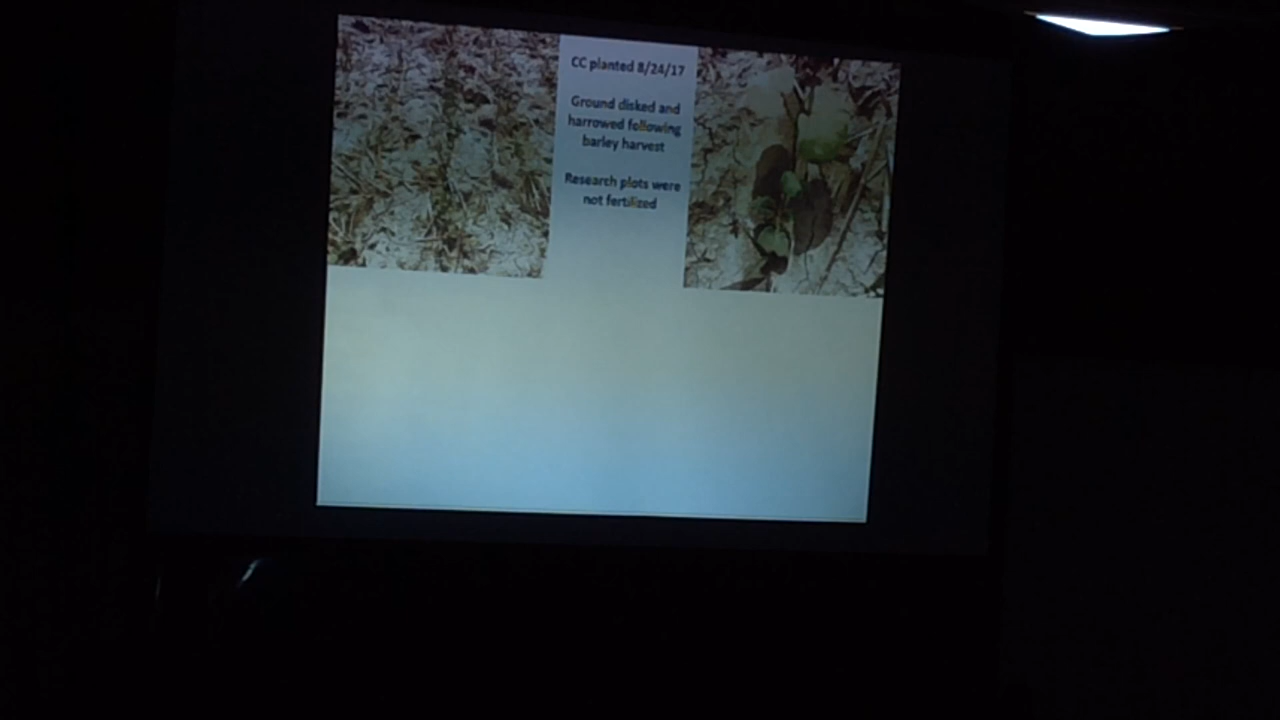 CC planted 8/24/17
Ground disked and
harrowed following
barley harvest
Research plots were
not fertilized